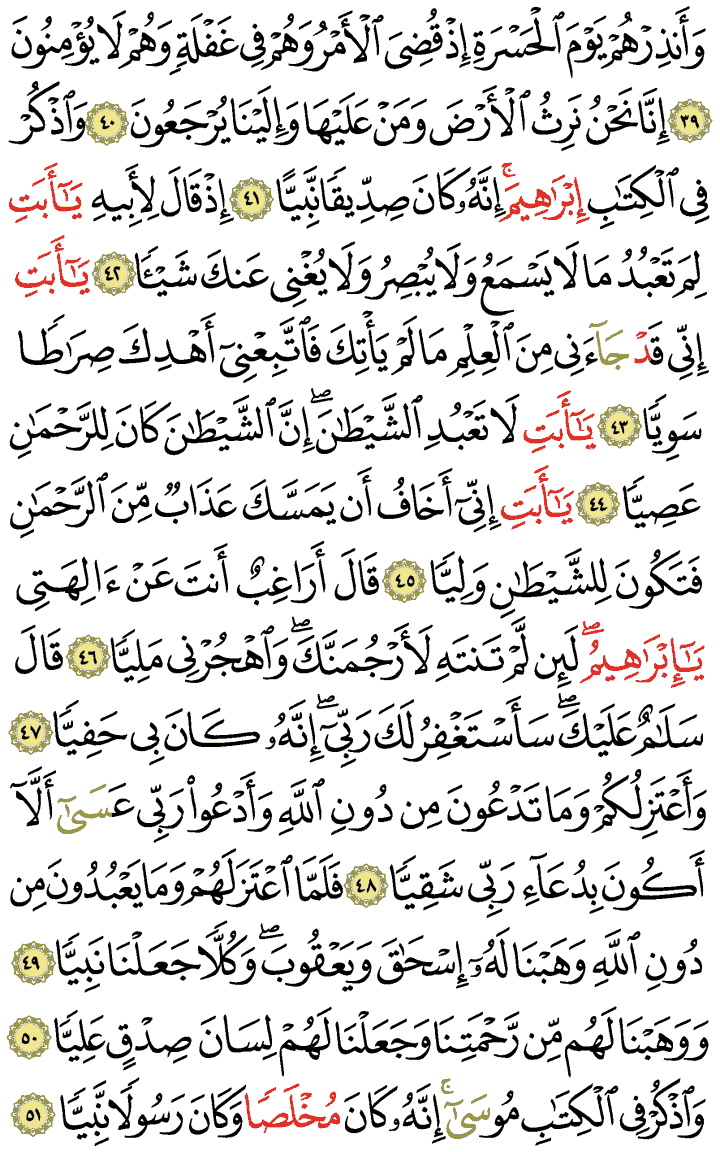 وَأَنذِرْهُمْ يَوْمَ ٱلْحَسْرَةِ إِذْ قُضِىَ ٱلْأَمْرُ وَهُمْ فِى غَفْلَةٍ وَهُمْ لَا يُؤْمِنُونَ
٣٩ إِنَّا نَحْنُ نَرِثُ ٱلْأَرْضَ وَمَنْ عَلَيْهَا وَإِلَيْنَا يُرْجَعُونَ ٤٠ وَٱذْكُرْ
فِى ٱلْكِتَٰبِ إِبْرَٰهِيمَ ۚ إِنَّهُۥ كَانَ صِدِّيقًا نَّبِيًّا ٤١ إِذْ قَالَ لِأَبِيهِ يَٰٓأَبَتِ
لِمَ تَعْبُدُ مَا لَا يَسْمَعُ وَلَا يُبْصِرُ وَلَا يُغْنِى عَنكَ شَيْـًٔا ٤٢ يَٰٓأَبَتِ
إِنِّى قَدْ جَآءَنِى مِنَ ٱلْعِلْمِ مَا لَمْ يَأْتِكَ فَٱتَّبِعْنِىٓ أَهْدِكَ صِرَٰطًا
سَوِيًّا ٤٣ يَٰٓأَبَتِ لَا تَعْبُدِ ٱلشَّيْطَٰنَ ۖ إِنَّ ٱلشَّيْطَٰنَ كَانَ لِلرَّحْمَٰنِ
عَصِيًّا ٤٤ يَٰٓأَبَتِ إِنِّىٓ أَخَافُ أَن يَمَسَّكَ عَذَابٌ مِّنَ ٱلرَّحْمَٰنِ
فَتَكُونَ لِلشَّيْطَٰنِ وَلِيًّا ٤٥ قَالَ أَرَاغِبٌ أَنتَ عَنْ ءَالِهَتِى
يَٰٓإِبْرَٰهِيمُ ۖ لَئِن لَّمْ تَنتَهِ لَأَرْجُمَنَّكَ ۖ وَٱهْجُرْنِى مَلِيًّا ٤٦ قَالَ
سَلَٰمٌ عَلَيْكَ ۖ سَأَسْتَغْفِرُ لَكَ رَبِّىٓ ۖ إِنَّهُۥ كَانَ بِى حَفِيًّا ٤٧
وَأَعْتَزِلُكُمْ وَمَا تَدْعُونَ مِن دُونِ ٱللَّهِ وَأَدْعُوا۟ رَبِّى عَسَىٰٓ أَلَّآ
أَكُونَ بِدُعَآءِ رَبِّى شَقِيًّا ٤٨ فَلَمَّا ٱعْتَزَلَهُمْ وَمَا يَعْبُدُونَ مِن
دُونِ ٱللَّهِ وَهَبْنَا لَهُۥٓ إِسْحَٰقَ وَيَعْقُوبَ ۖ وَكُلًّا جَعَلْنَا نَبِيًّا ٤٩
وَوَهَبْنَا لَهُم مِّن رَّحْمَتِنَا وَجَعَلْنَا لَهُمْ لِسَانَ صِدْقٍ عَلِيًّا ٥٠
وَٱذْكُرْ فِى ٱلْكِتَٰبِ مُوسَىٰٓ ۚ إِنَّهُۥ كَانَ مُخْلَصًا وَكَانَ رَسُولًا نَّبِيًّا ٥١